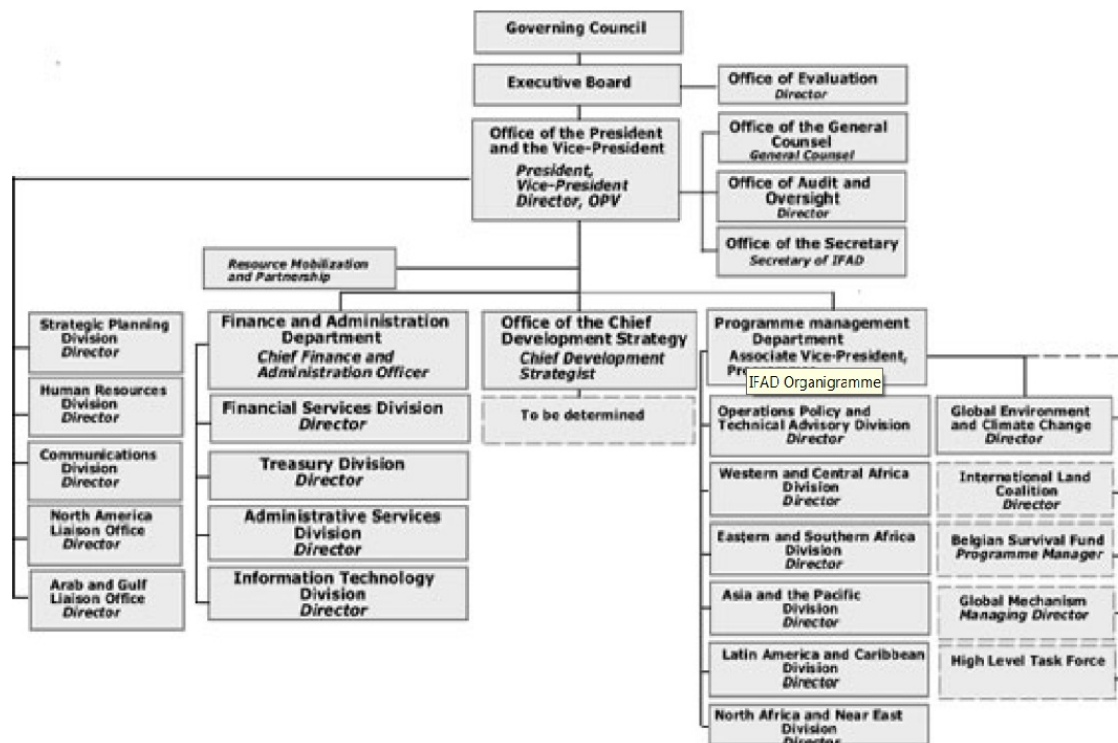 Governing Council
Executive Board
Office of Evaluation
Director
Office of the President
and the Vice-President
President,
Vice-President
Director, OPV
Office of the General
Counsel
General Counsel
Office of Audit and
Oversight
Director
Office of the Secretary
Secretary of IFAD
Resource Mobilization
and Partnership
Strategic Planning
Division
Director
Human Resources
Division
Director
Communications
Division
Director
North America
Liaison Office
Director
Arab and Gulf
Liaison Office
Director
Finance and Administration
Department
Chief Finance and
Administration Officer
Financial Services Division
Director
Treasury Division
Director
Administrative Services
Division
Director
Information Technology
Division
Director
Office of the Chief
Development Strategy
Chief Development
Strategist
To be determined
Programme management
Department
Associate Vice-President,
IFAD Organigramme
Operations Policy and
Technical Advisory Division
Director
Western and Central Africa
Division
Director
Eastern and Southern Africa
Division
Director
Asia and the Pacific
Division
Director
Latin America and Caribbean
Division
Director
North Africa and Near East
Division
Director
Global Environment
and Climate Change
Director
International Land
Coalition
Director
Belgian Survival Fund
Programme Manager
Global Mechanism
Managing Director
High Level Task Force